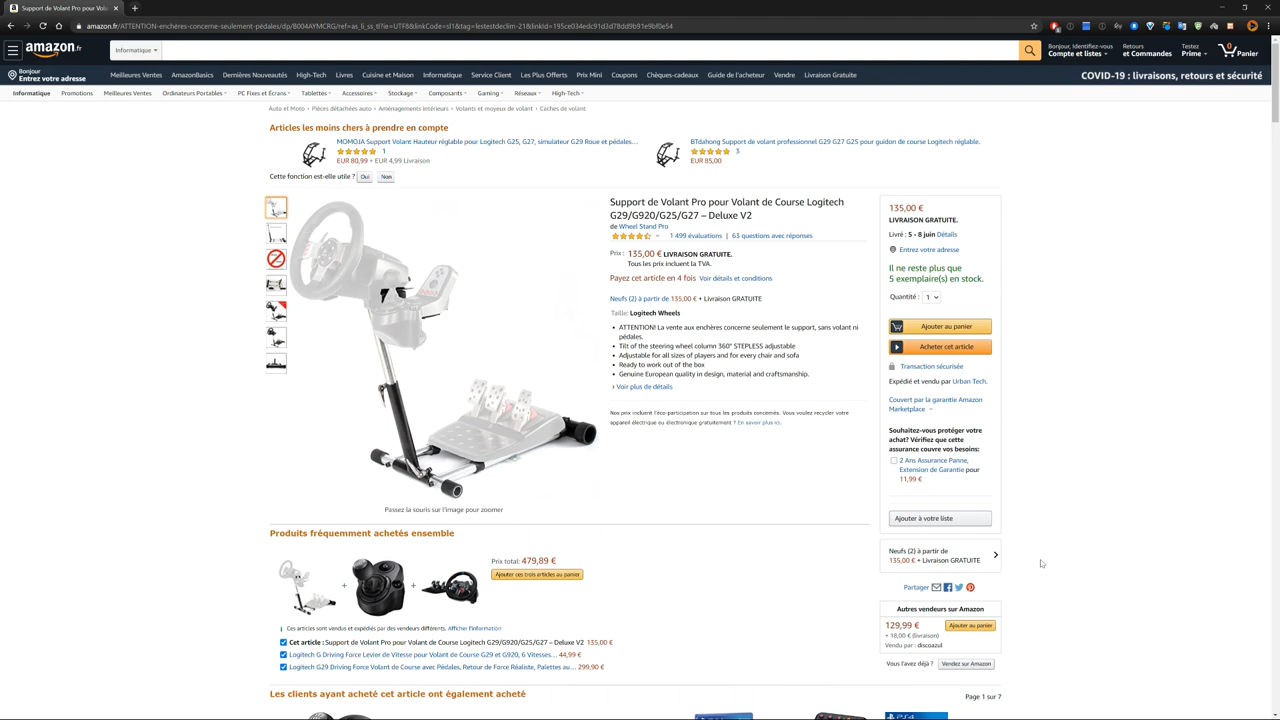 amazon.fr/ATTENTION-enchères-concerne-seulement-pédales/dp/B004AYMCRG/ref=as_li_ss_tl?ie=UTF8&linkCode=sl1&tag=lestestdeclim-21&linkId=195ce034edc91d3d78dd9b91e9bf0e54
amazon.fr
Informatique
Bonjour, Identifiez-vous
Compte et listes
Retours
et Commandes
Testez
Prime
0
Panier
Bonjour
Entrez votre adresse
Meilleures Ventes AmazonBasics Dernières Nouveautés High-Tech Livres Cuisine et Maison Informatique Service Client Les Plus Offerts Prix Mini Coupons Chèques-cadeaux Guide de l'acheteur Vendre Livraison Gratuite
: livraisons, retours et sécurité
Informatique Promotions Meilleures Ventes Ordinateurs Portables PC Fixes et Écrans Tablettes Accessoires Stockage Composants Gaming Réseaux High-Tech
Auto et Moto › Pièces détachées auto › Aménagements intérieurs › Volants et moyeux de volant › Caches de volant
Articles les moins chers à prendre en compte
MOMOJA Support Volant Hauteur réglable pour Logitech G25, G27, simulateur G29 Roue et pédales…
1
EUR 80,99 + EUR 4,99 Livraison
BTdahong Support de volant professionnel G29 G27 G25 pour guidon de course Logitech réglable.
3
EUR 85,00
Cette fonction est-elle utile ? Oui Non
Support de Volant Pro pour Volant de Course Logitech
G29/G920/G25/G27 – Deluxe V2
de Wheel Stand Pro
1 499 évaluations | 63 questions avec réponses
Prix : 135,00 € LIVRAISON GRATUITE.
Tous les prix incluent la TVA.
Payez cet article en 4 fois Voir détails et conditions
Neufs (2) à partir de 135,00 € + Livraison GRATUITE
Taille: Logitech Wheels
• ATTENTION! La vente aux enchères concerne seulement le support, sans volant ni
pédales.
• Tilt of the steering wheel column 360° STEPLESS adjustable
• Adjustable for all sizes of players and for every chair and sofa
• Ready to work out of the box
• Genuine European quality in design, material and craftsmanship.
› Voir plus de détails
Nos prix incluent l'éco-participation sur tous les produits concernés. Vous voulez recycler votre
appareil électrique ou électronique gratuitement ? En savoir plus ici.
Passez la souris sur l'image pour zoomer
135,00 €
LIVRAISON GRATUITE.
Livré : 5 - 8 juin Détails
Entrez votre adresse
Il ne reste plus que
5 exemplaire(s) en stock.
Quantité : 1
Ajouter au panier
Acheter cet article
Transaction sécurisée
Expédié et vendu par Urban Tech.
Couvert par la garantie Amazon
Marketplace
Souhaitez-vous protéger votre
achat? Vérifiez que cette
assurance couvre vos besoins:
2 Ans Assurance Panne,
Extension de Garantie pour
11,99 €
Ajouter à votre liste
Neufs (2) à partir de
135,00 € + Livraison GRATUITE
Partager
Autres vendeurs sur Amazon
129,99 € Ajouter au panier
+ 18,00 € (livraison)
Vendu par : discoazul
Vous l'avez déjà ? Vendez sur Amazon
Produits fréquemment achetés ensemble
+ +
Prix total: 479,89 €
Ajouter ces trois articles au panier
i Ces articles sont vendus et expédiés par des vendeurs différents. Afficher l'information
Cet article : Support de Volant Pro pour Volant de Course Logitech G29/G920/G25/G27 – Deluxe V2 135,00 €
Logitech G Driving Force Levier de Vitesse pour Volant de Course G29 et G920, 6 Vitesses… 44,99 €
Logitech G29 Driving Force Volant de Course avec Pédales, Retour de Force Réaliste, Palettes au… 299,90 €
Les clients ayant acheté cet article ont également acheté
Page 1 sur 7